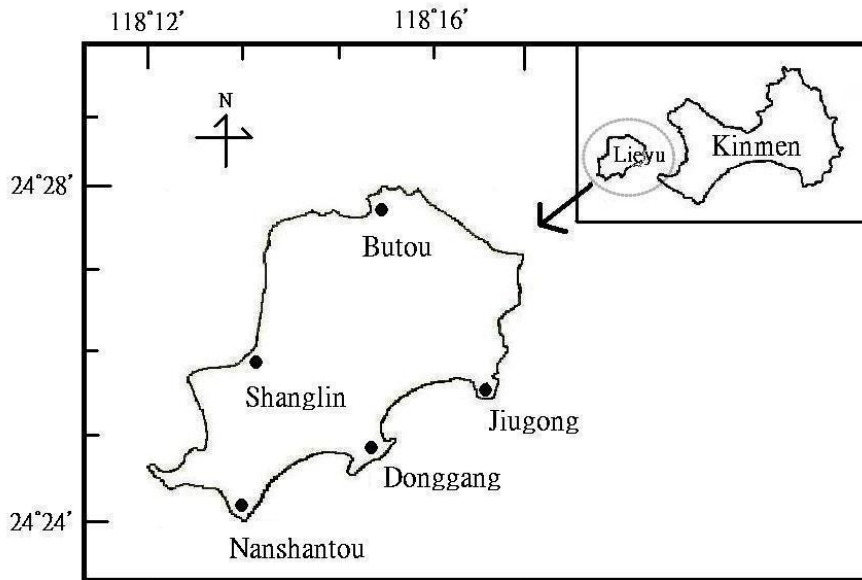 118°12' 118°16'
N
Lieyu Kinmen
24°28'
Butou
Shanglin
Jiugong
Donggang
24°24'
Nanshantou